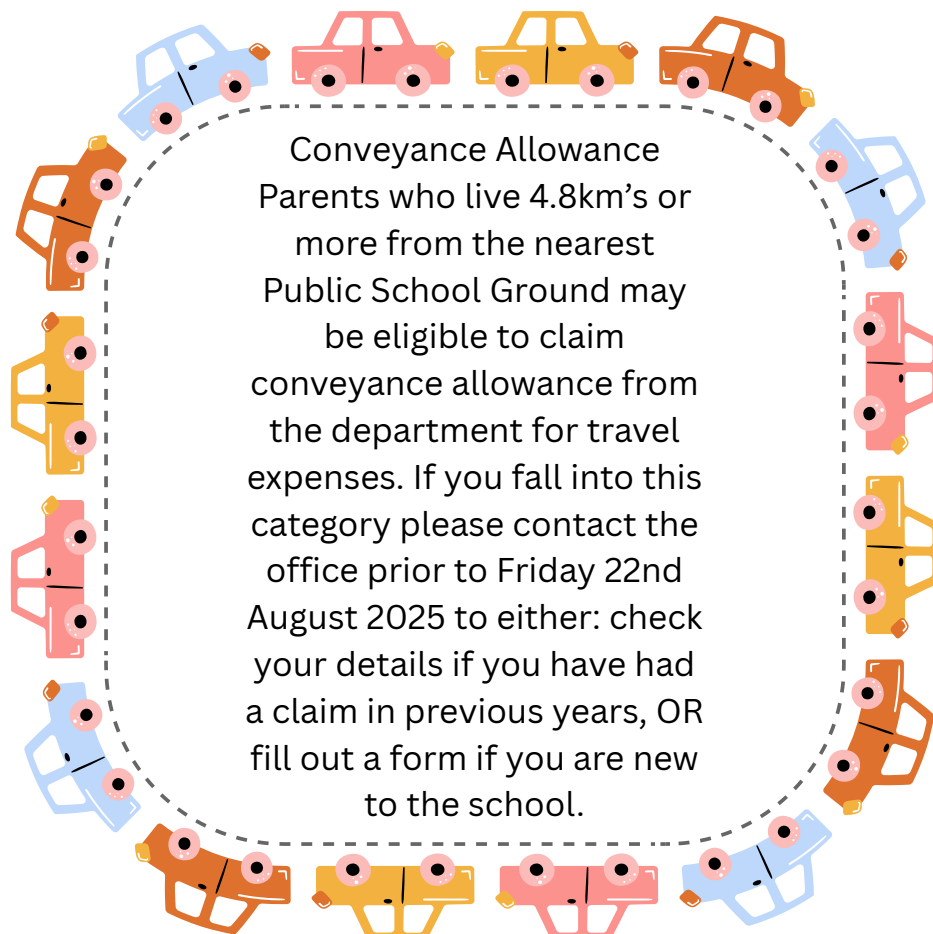 Conveyance Allowance
Parents who live 4.8km’s or
more from the nearest
Public School Ground may
be eligible to claim
conveyance allowance from
the department for travel
expenses. If you fall into this
category please contact the
office prior to Friday 22nd
August 2025 to either: check
your details if you have had
a claim in previous years, OR
fill out a form if you are new
to the school.